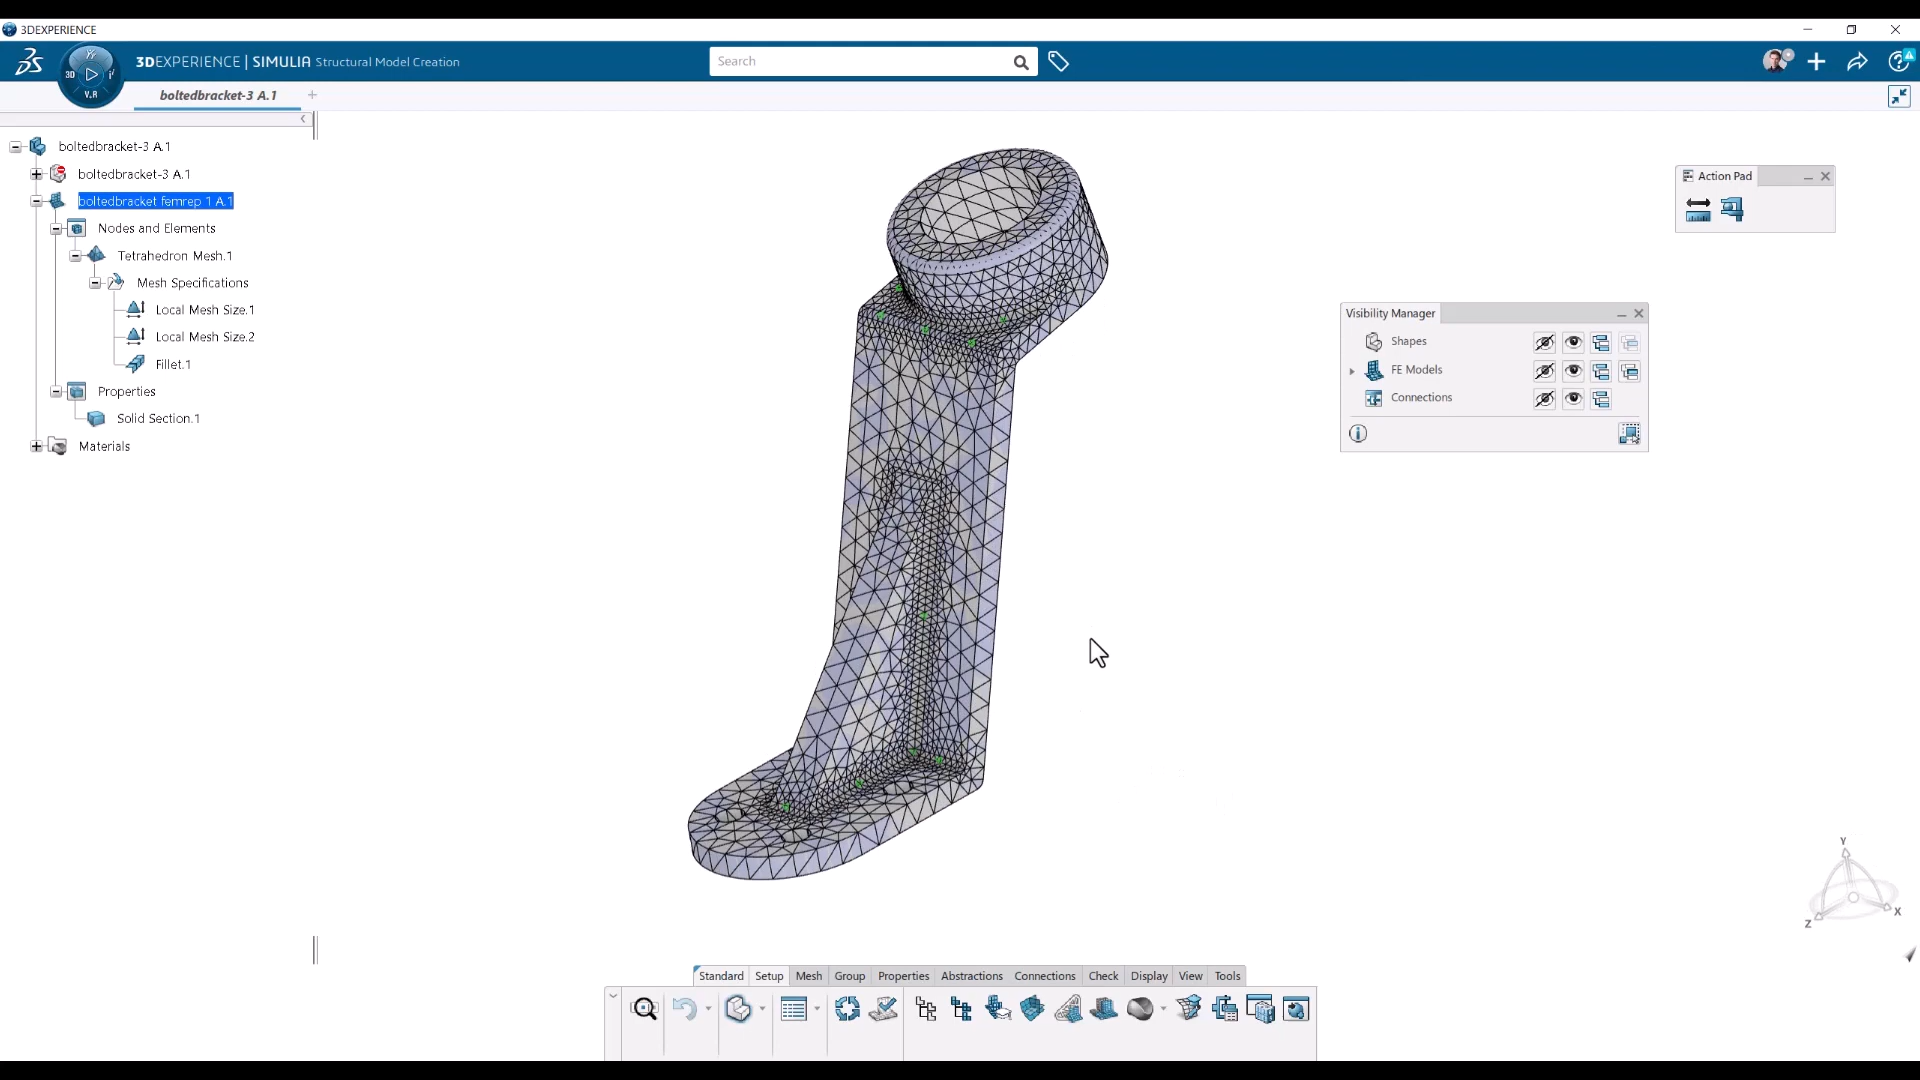 3DEXPERIENCE
3DEXPERIENCE | SIMULIA Structural Model Creation
Search
3D
V.R
boltedbracket-3 A.1
boltedbracket-3 A.1
boltedbracket-3 A.1
boltedbracket femrep 1 A.1
Nodes and Elements
Tetrahedron Mesh.1
Mesh Specifications
Local Mesh Size.1
Local Mesh Size.2
Fillet.1
Properties
Solid Section.1
Materials
Action Pad
Visibility Manager
Shapes
FE Models
Connections
Y
X
Z
Standard Setup Mesh Group Properties Abstractions Connections Check Display View Tools